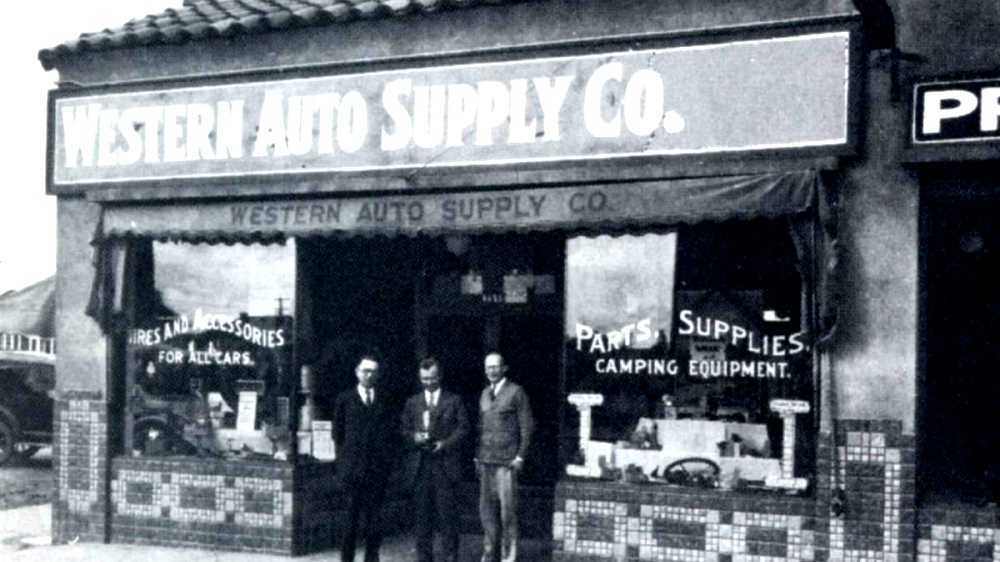 WESTERN AUTO SUPPLY CO.
PR
WESTERN AUTO SUPPLY CO.
TIRES AND ACCESSORIES
FOR ALL CARS.
PARTS, SUPPLIES,
CAMPING EQUIPMENT.